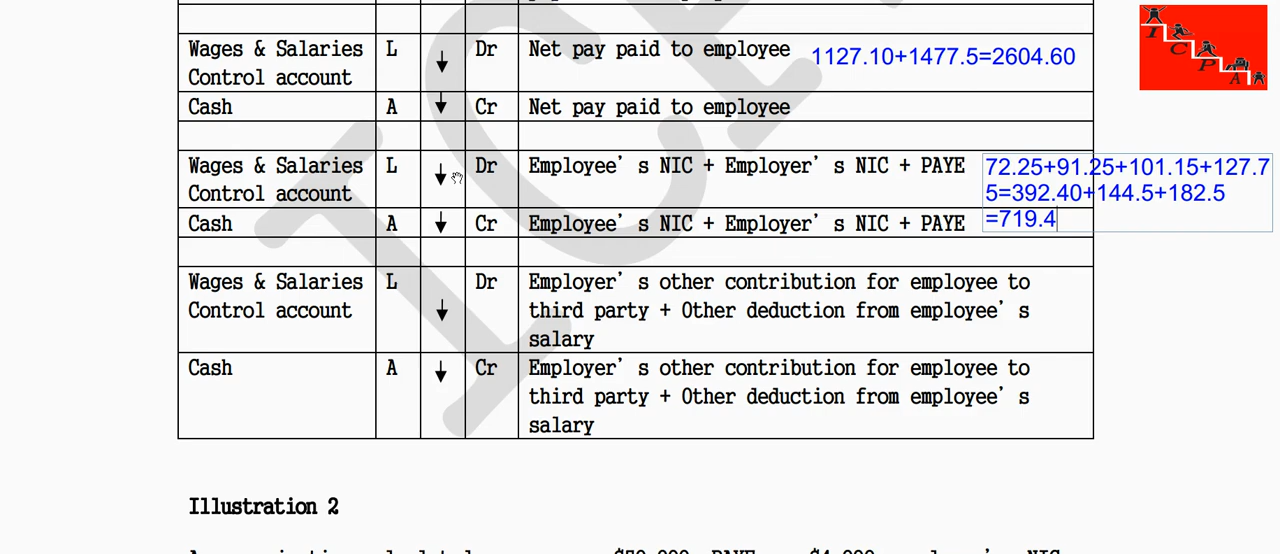 Wages & Salaries L Dr Net pay paid to employee 1127.10+1477.5=2604.60
Control account
Cash A Cr Net pay paid to employee
Wages & Salaries L Dr Employee's NIC + Employer's NIC + PAYE 72.25+91.25+101.15+127.7
Control account 5=392.40+144.5+182.5
Cash A Cr Employee's NIC + Employer's NIC + PAYE =719.4
Wages & Salaries L Dr Employer's other contribution for employee to
Control account third party + Other deduction from employee's
salary
Cash A Cr Employer's other contribution for employee to
third party + Other deduction from employee's
salary
Illustration 2
I C P A